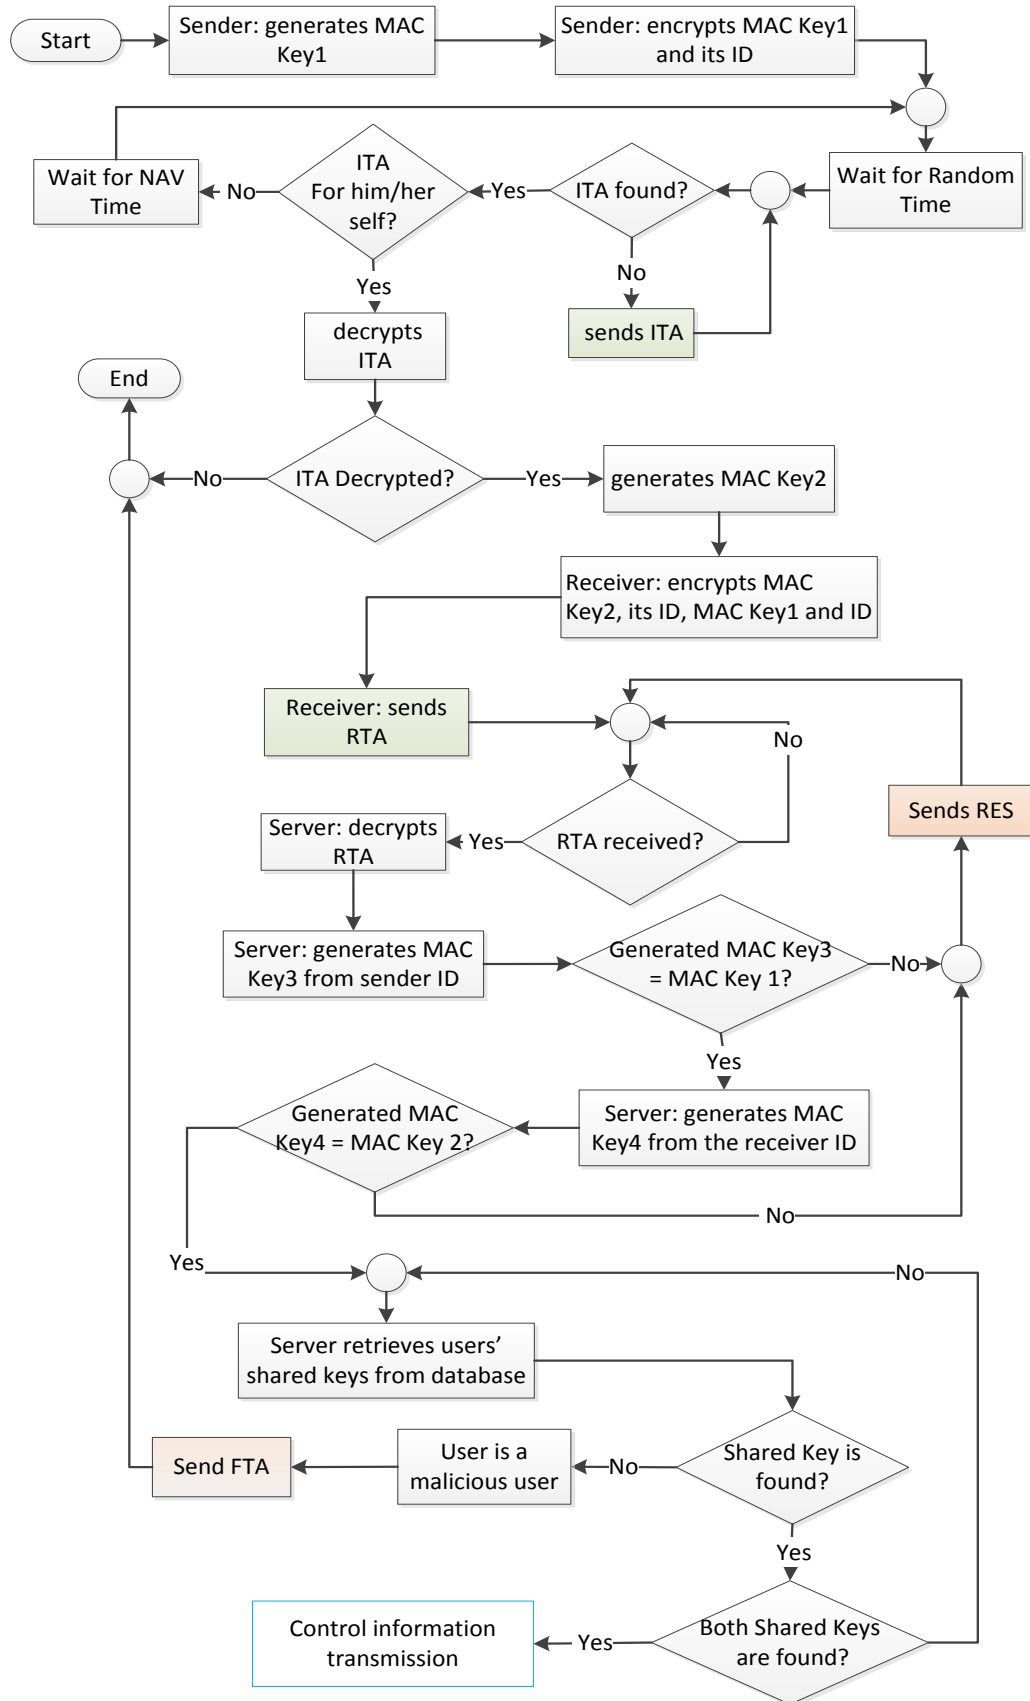 Start
Sender: generates MAC
Key1
Sender: encrypts MAC Key1
and its ID
Wait for NAV
Time
No
ITA
For him/her
self?
Yes
ITA found?
Wait for Random
Time
Yes
No
decrypts
ITA
sends ITA
End
No
ITA Decrypted?
Yes
generates MAC Key2
Receiver: encrypts MAC
Key2, its ID, MAC Key1 and ID
Receiver: sends
RTA
No
Sends RES
Server: decrypts
RTA
Yes
RTA received?
Server: generates MAC
Key3 from sender ID
Generated MAC Key3
= MAC Key 1?
No
Yes
Generated MAC
Key4 = MAC Key 2?
Server: generates MAC
Key4 from the receiver ID
No
Yes
No
Server retrieves users’
shared keys from database
Send FTA
User is a
malicious user
No
Shared Key is
found?
Yes
Control information
transmission
Yes
Both Shared Keys
are found?